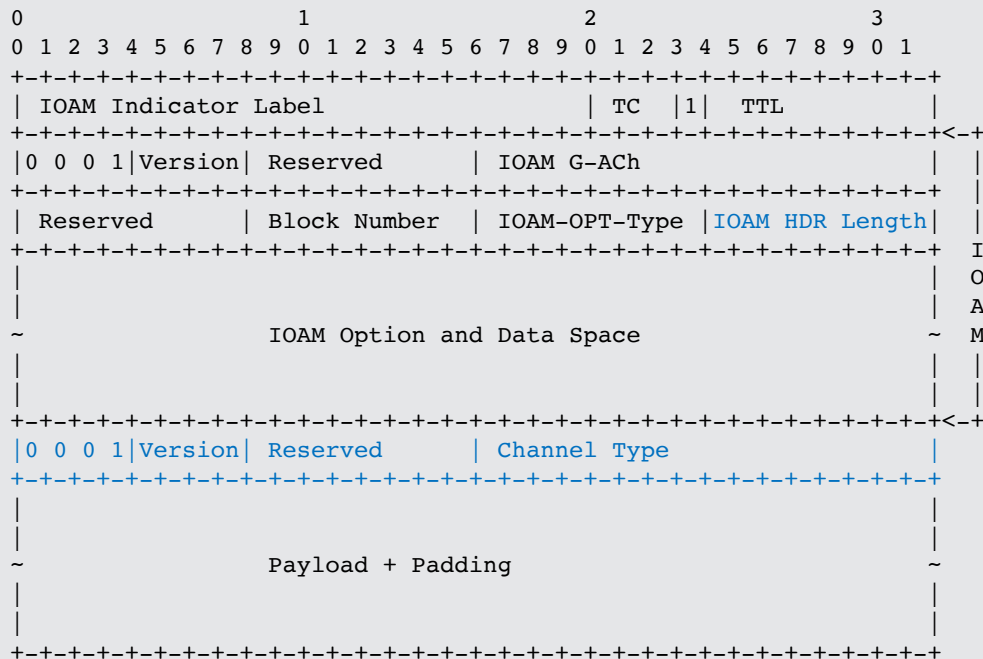 0                   1                   2                   3
0 1 2 3 4 5 6 7 8 9 0 1 2 3 4 5 6 7 8 9 0 1 2 3 4 5 6 7 8 9 0 1
+-+-+-+-+-+-+-+-+-+-+-+-+-+-+-+-+-+-+-+-+-+-+-+-+-+-+-+-+-+-+-+-+
| IOAM Indicator Label                  | TC  |1|  TTL          |
+-+-+-+-+-+-+-+-+-+-+-+-+-+-+-+-+-+-+-+-+-+-+-+-+-+-+-+-+-+-+-+-+<-+
|0 0 0 1|Version| Reserved      | IOAM G-ACh                    |  |
+-+-+-+-+-+-+-+-+-+-+-+-+-+-+-+-+-+-+-+-+-+-+-+-+-+-+-+-+-+-+-+-+  |
| Reserved      | Block Number  | IOAM-OPT-Type |IOAM HDR Length|  |
+-+-+-+-+-+-+-+-+-+-+-+-+-+-+-+-+-+-+-+-+-+-+-+-+-+-+-+-+-+-+-+-+  I
|                                                               |  O
|                                                               |  A
~                 IOAM Option and Data Space                    ~  M
|                                                               |  |
|                                                               |  |
+-+-+-+-+-+-+-+-+-+-+-+-+-+-+-+-+-+-+-+-+-+-+-+-+-+-+-+-+-+-+-+-+<-+
|0 0 0 1|Version| Reserved      | Channel Type                  |
+-+-+-+-+-+-+-+-+-+-+-+-+-+-+-+-+-+-+-+-+-+-+-+-+-+-+-+-+-+-+-+-+
|                                                               |
|                                                               |
~                 Payload + Padding                             ~
|                                                               |
|                                                               |
+-+-+-+-+-+-+-+-+-+-+-+-+-+-+-+-+-+-+-+-+-+-+-+-+-+-+-+-+-+-+-+-+